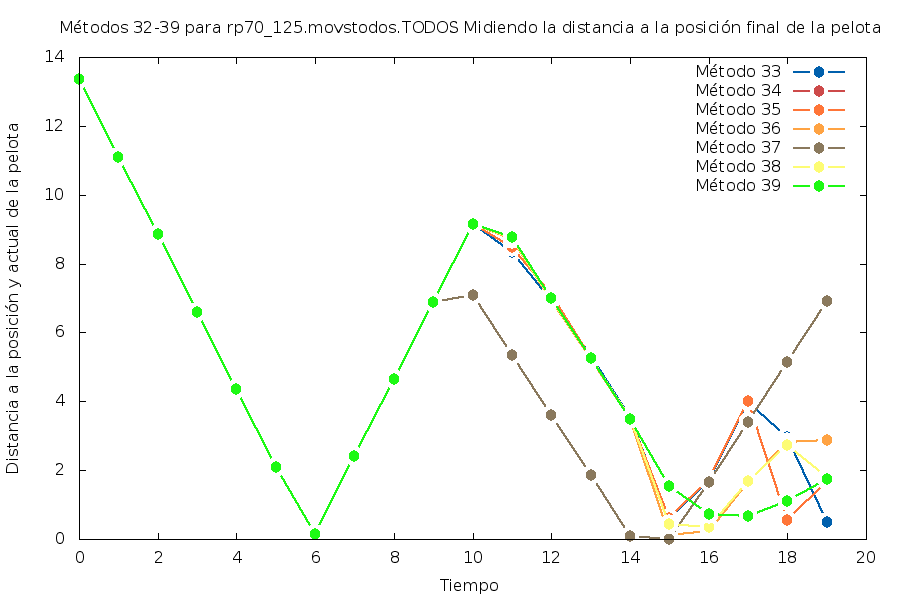 Métodos 32-39 para rp70_125.movstodos.TODOS Midiendo la distancia a la posición final de la pelota
Distancia a la posición y actual de la pelota
14
12
10
8
6
4
2
0
Método 33
Método 34
Método 35
Método 36
Método 37
Método 38
Método 39
0 2 4 6 8 10 12 14 16 18 20
Tiempo